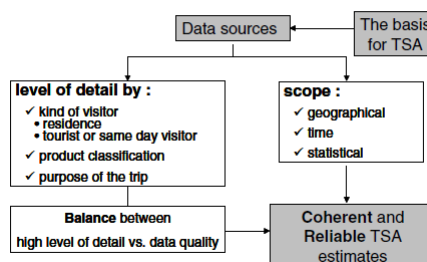 Data sources
The basis
for TSA
level of detail by :
✓ kind of visitor
• residence
• tourist or same day visitor
✓ product classification
✓ purpose of the trip
scope :
✓ geographical
✓ time
✓ statistical
Balance between
high level of detail vs. data quality
Coherent and
Reliable TSA
estimates